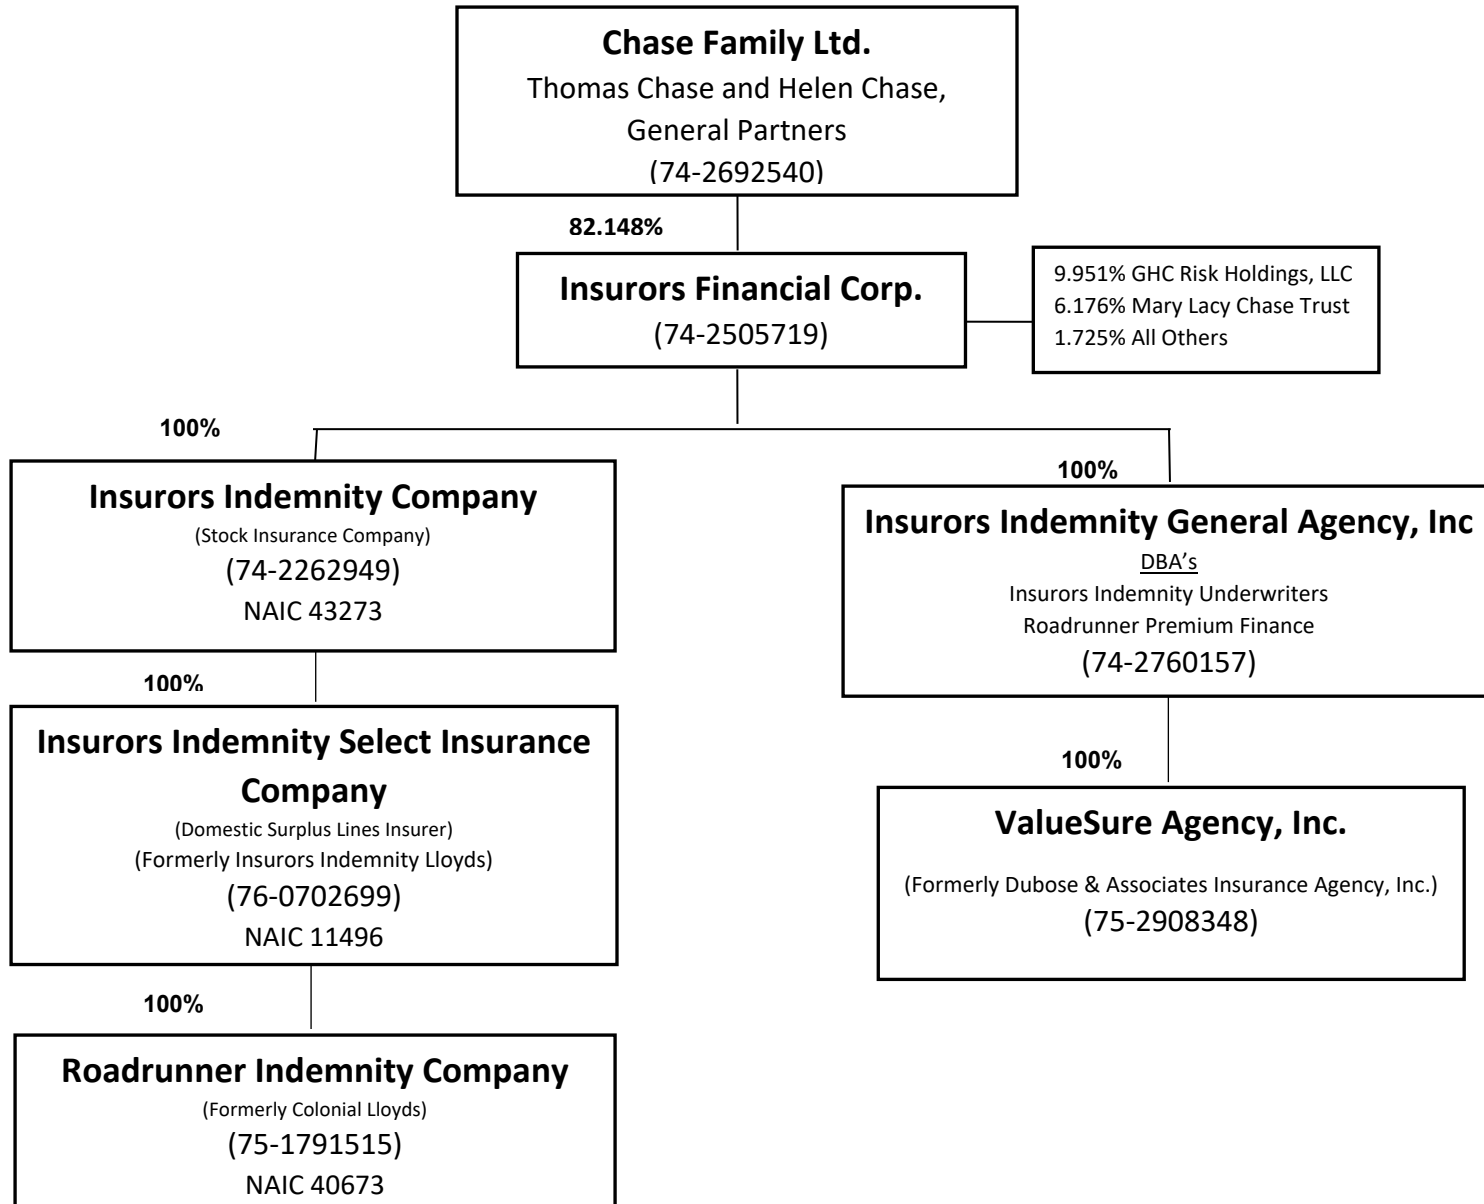 Chase Family Ltd.
Thomas Chase and Helen Chase,
General Partners
(74-2692540)
82.148%
Insurors Financial Corp.
(74-2505719)
9.951% GHC Risk Holdings, LLC
6.176% Mary Lacy Chase Trust
1.725% All Others
100%
Insurors Indemnity Company
(Stock Insurance Company)
(74-2262949)
NAIC 43273
100%
Insurors Indemnity Select Insurance
Company
(Domestic Surplus Lines Insurer)
(Formerly Insurors Indemnity Lloyds)
(76-0702699)
NAIC 11496
100%
Roadrunner Indemnity Company
(Formerly Colonial Lloyds)
(75-1791515)
NAIC 40673
100%
Insurors Indemnity General Agency, Inc
DBA’s
Insurors Indemnity Underwriters
Roadrunner Premium Finance
(74-2760157)
100%
ValueSure Agency, Inc.
(Formerly Dubose & Associates Insurance Agency, Inc.)
(75-2908348)